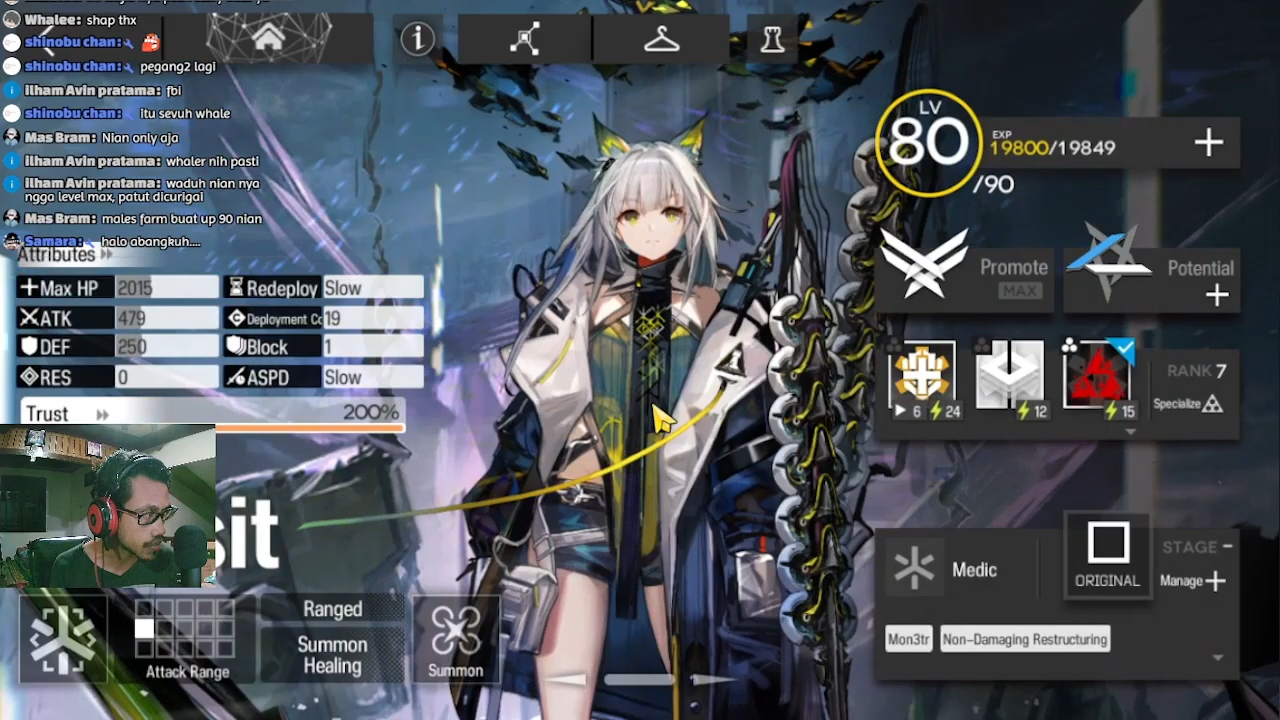 Whalee: shap thx
shinobu chan:
shinobu chan: pegang2 lagi
ilham Avin pratama: fbi
shinobu chan: itu sevuh whale
Mas Bram: Nian only aja
ilham Avin pratama: whaler nih pasti
ilham Avin pratama: waduh nian nya
ngga level max, patut dicurigai
Mas Bram: males farm buat up 90 nian
Samara: halo abangkuh....
i
LV
80
/90
EXP
19800/19849
Promote
MAX
Potential
Attributes
Max HP 2015
Redeploy Slow
ATK 479
Deployment Co 19
DEF 250
Block 1
RES 0
ASPD Slow
Trust 200%
6 24
12
15
RANK 7
Specialize
sit
Medic
ORIGINAL
STAGE -
Manage
Mon3tr
Non-Damaging Restructuring
Attack Range
Ranged
Summon
Healing
Summon